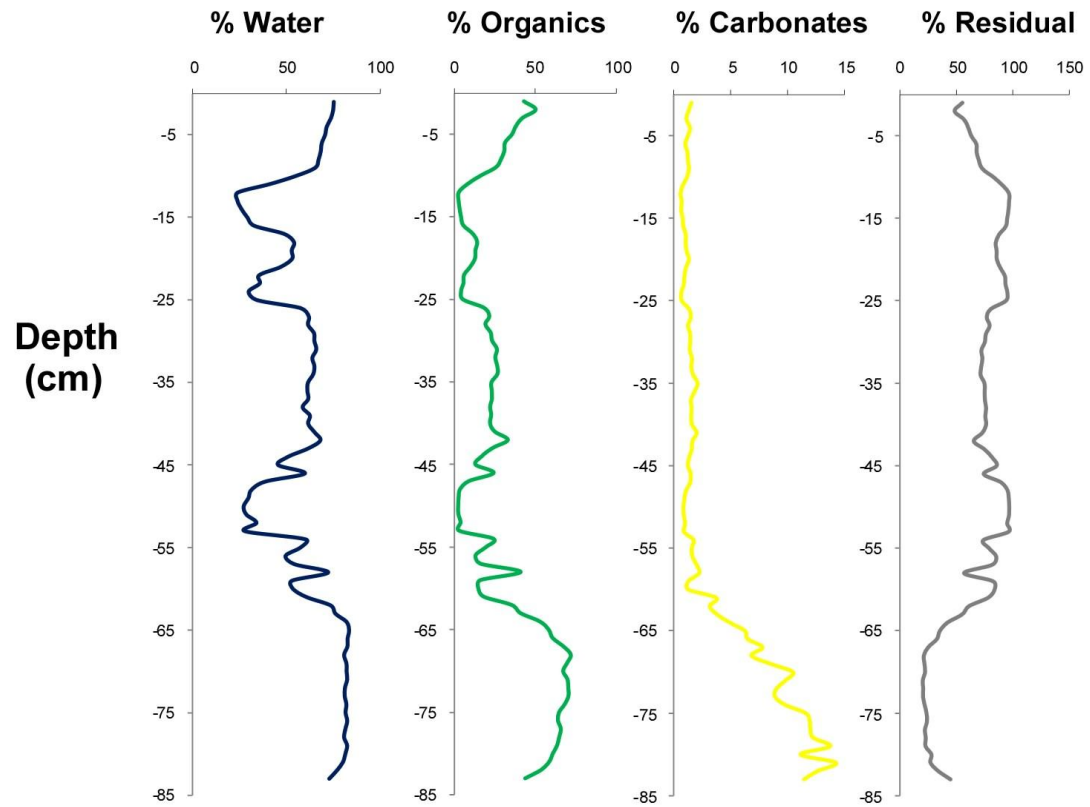 % Water % Organics % Carbonates % Residual
0 50 100 0 50 100 0 5 10 15 0 50 100 150
-5 -5 -5 -5
-15 -15 -15 -15
-25 -25 -25 -25
Depth
(cm)
-35 -35 -35 -35
-45 -45 -45 -45
-55 -55 -55 -55
-65 -65 -65 -65
-75 -75 -75 -75
-85 -85 -85 -85